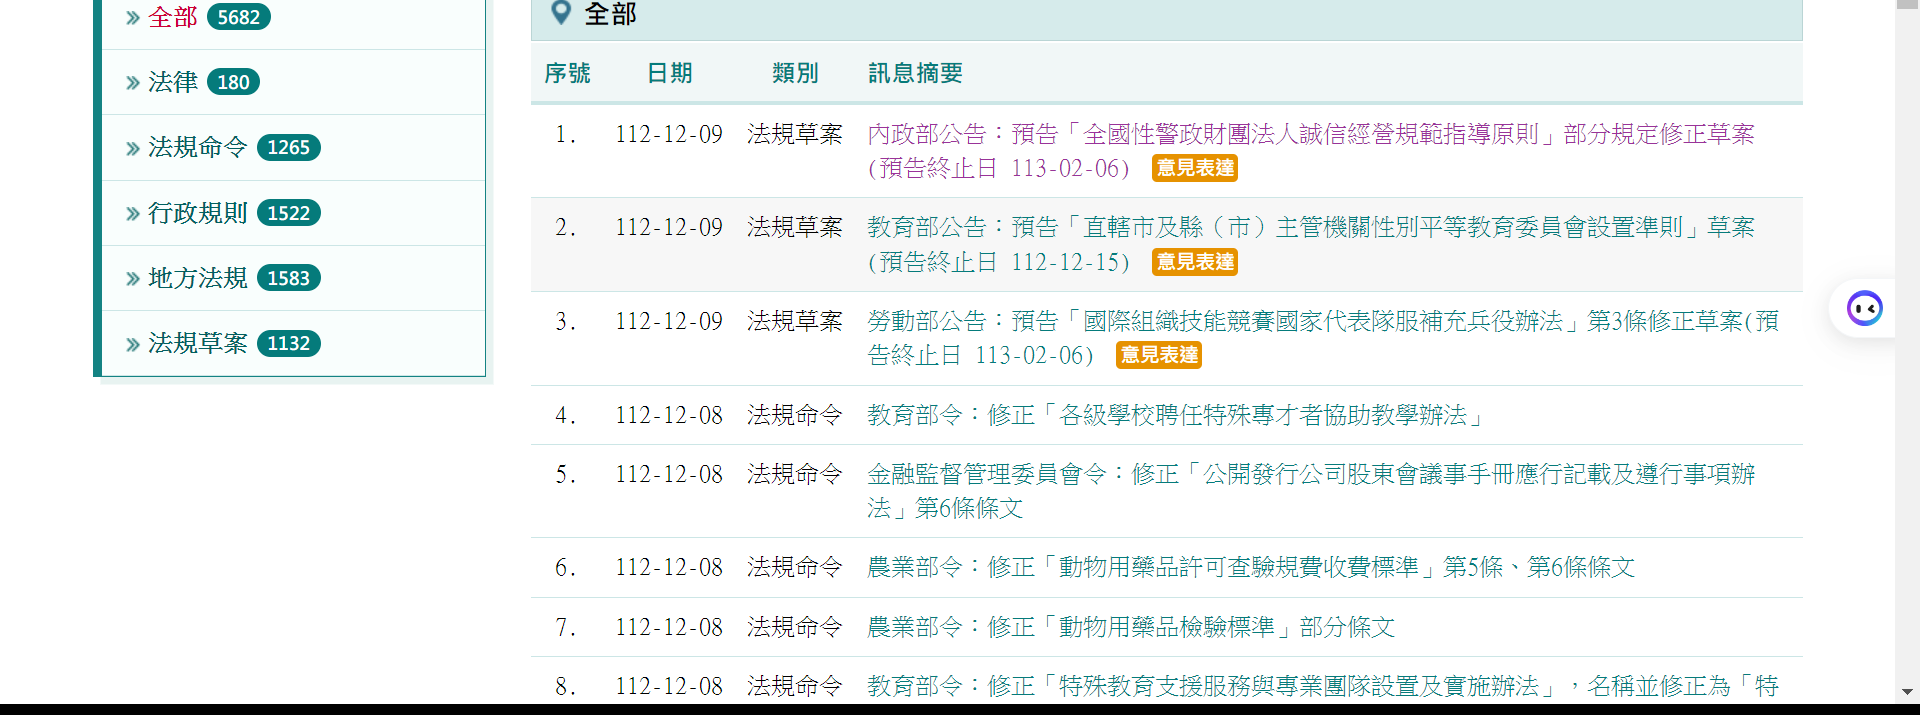 全部 5682
法律 180
法規命令 1265
行政規則 1522
地方法規 1583
法規草案 1132
全部
序號 日期 類別 訊息摘要
1. 112-12-09 法規草案 內政部公告：預告「全國性警政財團法人誠信經營規範指導原則」部分規定修正草案
(預告終止日 113-02-06) 意見表達
2. 112-12-09 法規草案 教育部公告：預告「直轄市及縣（市）主管機關性別平等教育委員會設置準則」草案
(預告終止日 112-12-15) 意見表達
3. 112-12-09 法規草案 勞動部公告：預告「國際組織技能競賽國家代表隊服補充兵役辦法」第3條修正草案(預
告終止日 113-02-06) 意見表達
4. 112-12-08 法規命令 教育部令：修正「各級學校聘任特殊專才者協助教學辦法」
5. 112-12-08 法規命令 金融監督管理委員會令：修正「公開發行公司股東會議事手冊應行記載及遵行事項辦
法」第6條條文
6. 112-12-08 法規命令 農業部令：修正「動物用藥品許可查驗規費收費標準」第5條、第6條條文
7. 112-12-08 法規命令 農業部令：修正「動物用藥品檢驗標準」部分條文
8. 112-12-08 法規命令 教育部令：修正「特殊教育支援服務與專業團隊設置及實施辦法」，名稱並修正為「特